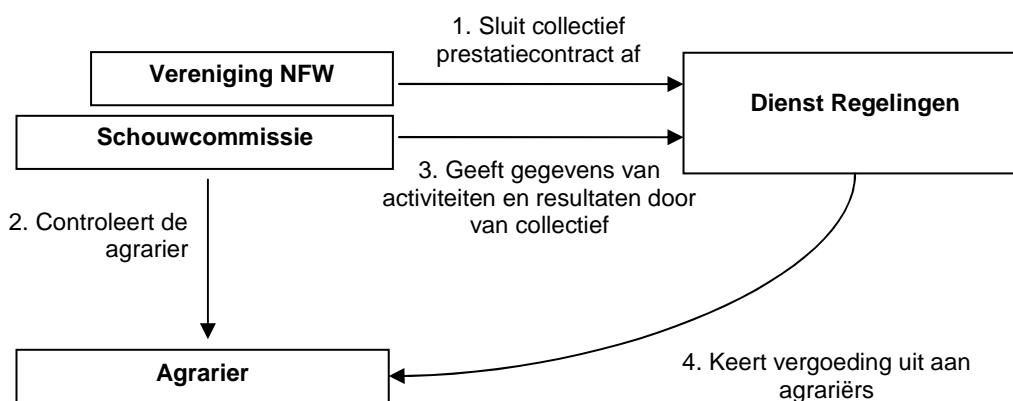 1. Sluit collectief
prestatiecontract af
Vereniging NFW
Dienst Regelingen
Schouwcommissie
3. Geeft gegevens van
activiteiten en resultaten door
van collectief
2. Controleert de
agrarier
Agrarier
4. Keert vergoeding uit aan
agrariërs